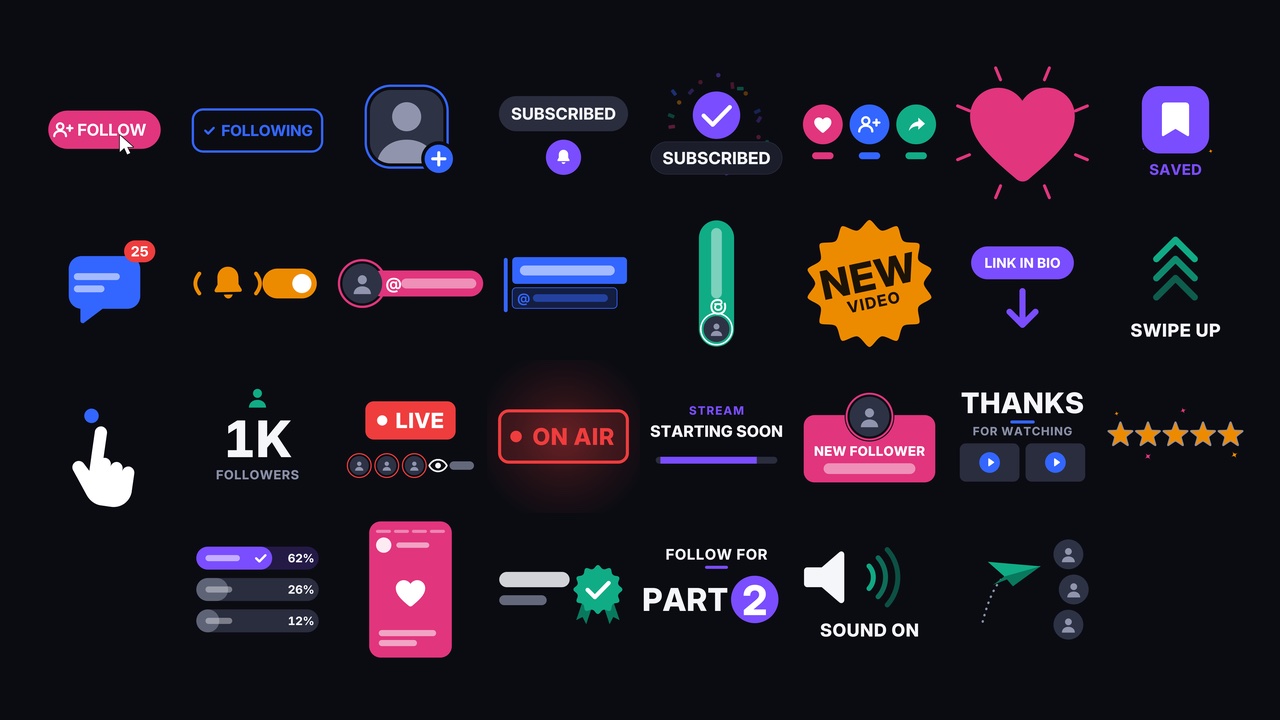 FOLLOW
FOLLOWING
SUBSCRIBED
SUBSCRIBED
SAVED
25
@
@
@
NEW
VIDEO
LINK IN BIO
SWIPE UP
1K
FOLLOWERS
LIVE
ON AIR
STREAM
STARTING SOON
NEW FOLLOWER
THANKS
FOR WATCHING
62%
26%
12%
FOLLOW FOR
PART 2
SOUND ON